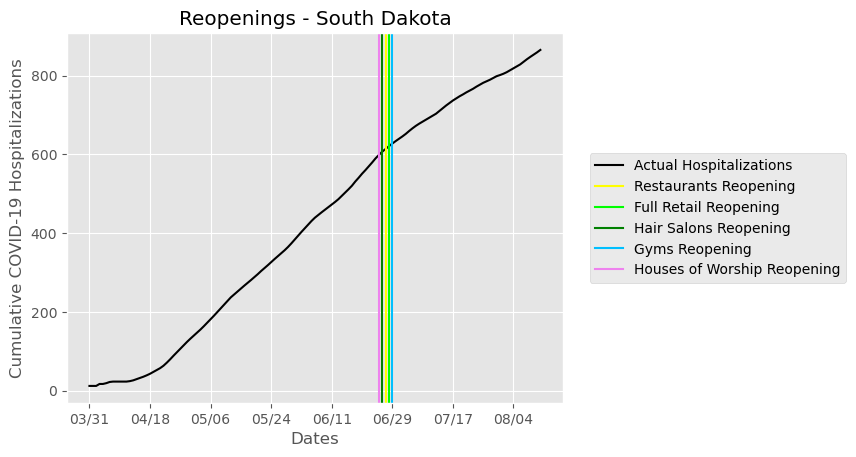 Reopenings - South Dakota
Cumulative COVID-19 Hospitalizations
800
600
400
200
0
03/31 04/18 05/06 05/24 06/11 06/29 07/17 08/04
Dates
Actual Hospitalizations
Restaurants Reopening
Full Retail Reopening
Hair Salons Reopening
Gyms Reopening
Houses of Worship Reopening